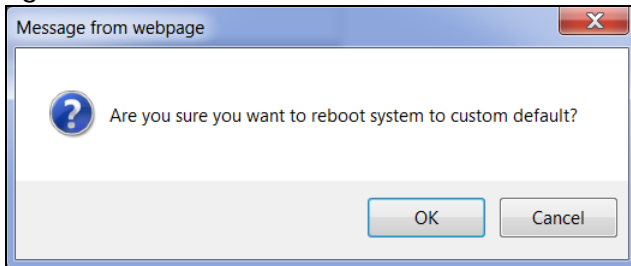 Message from webpage
Are you sure you want to reboot system to custom default?
OK
Cancel